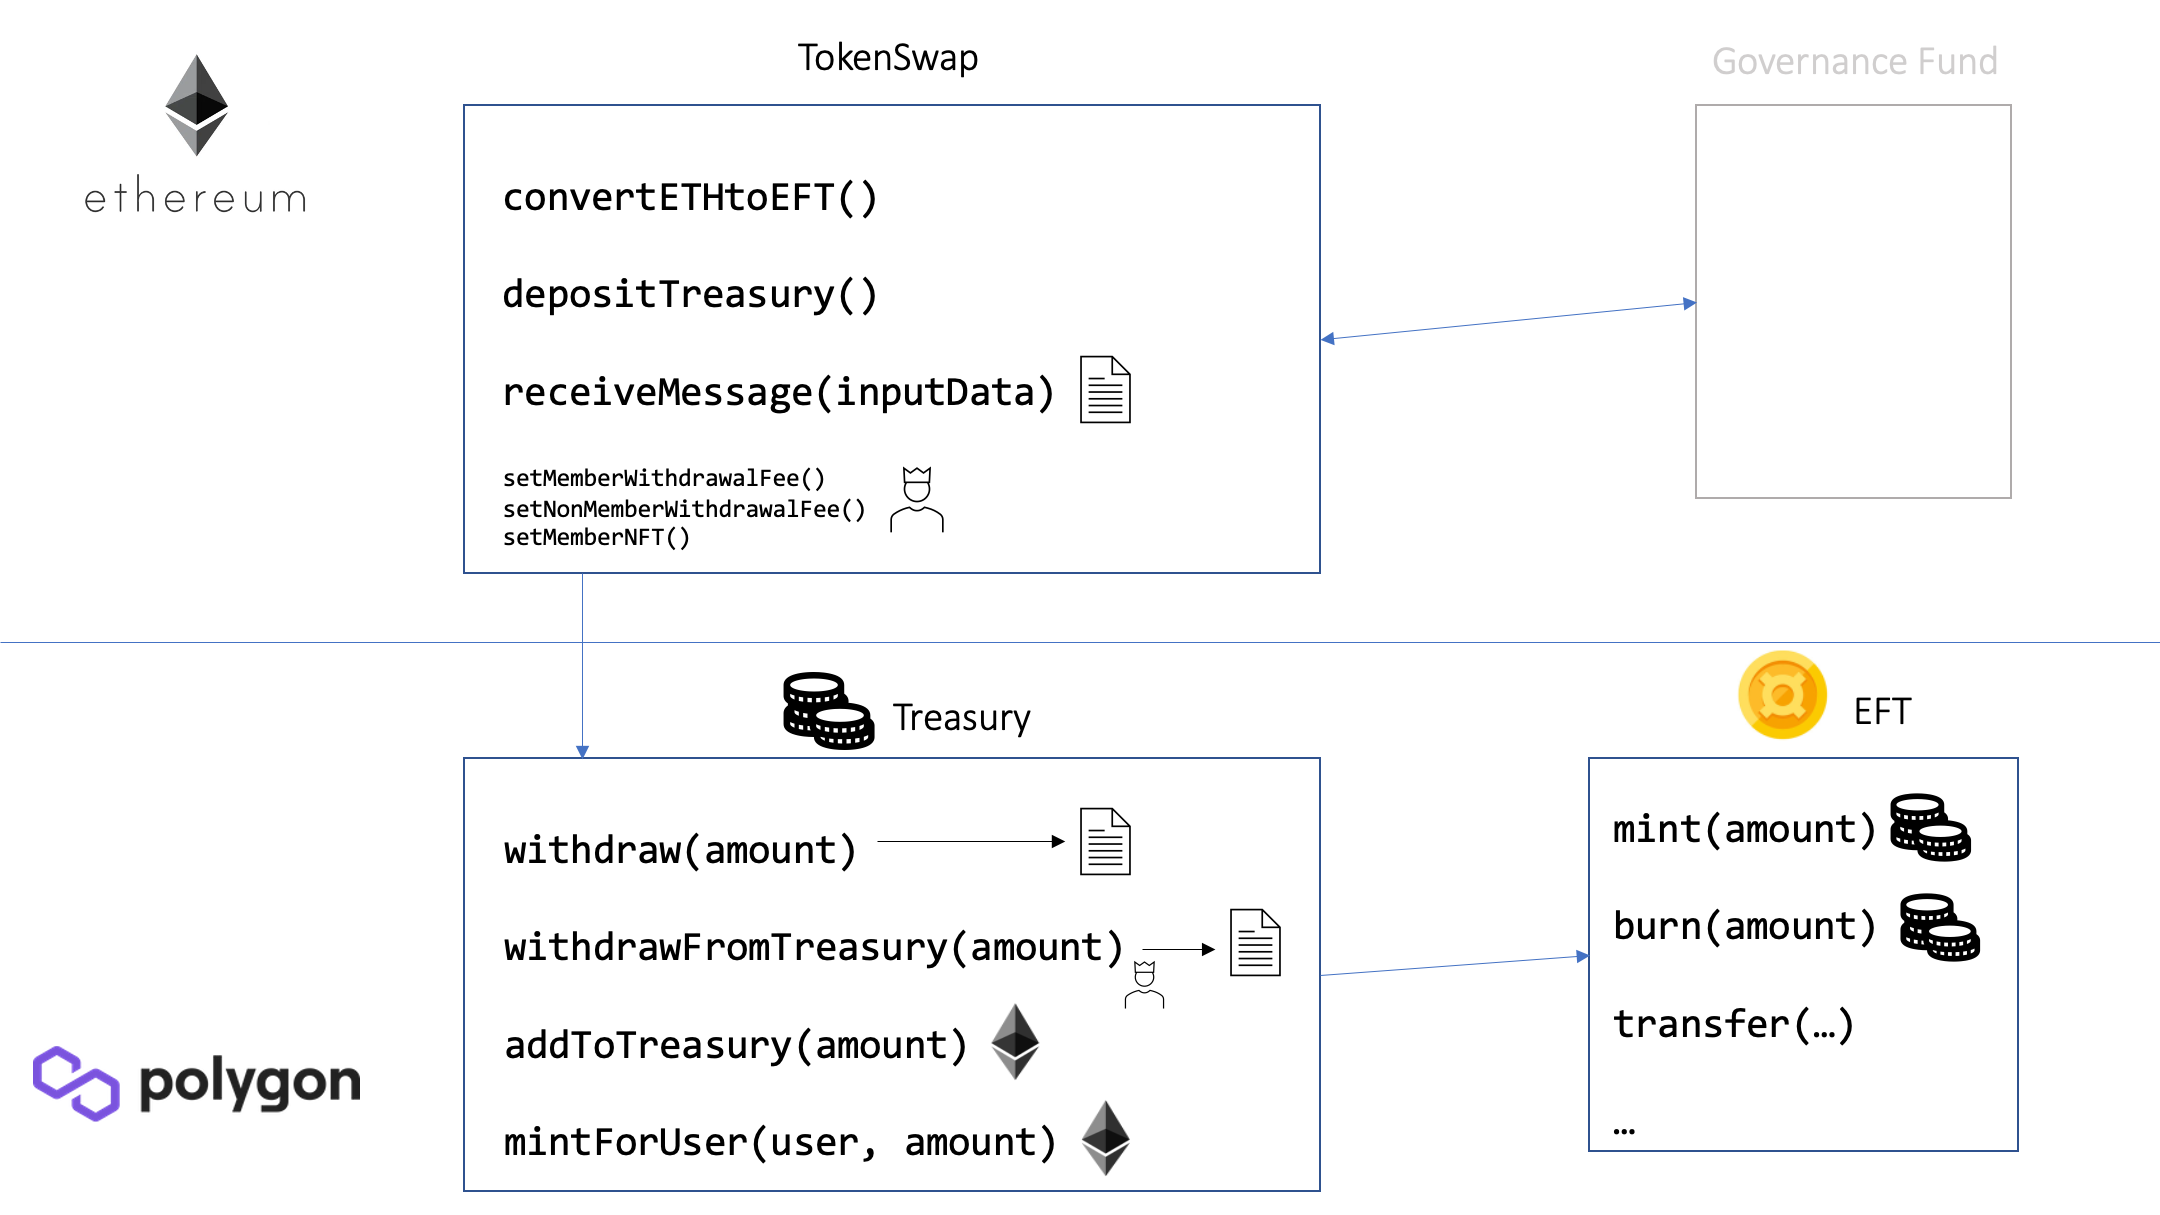 TokenSwap
Governance Fund
ethereum
convertETHtoEFT()
depositTreasury()
receiveMessage(inputData)
setMemberWithdrawalFee()
setNonMemberWithdrawalFee()
setMemberNFT()
Treasury
EFT
withdraw(amount)
withdrawFromTreasury(amount)
addToTreasury(amount)
mintForUser(user, amount)
mint(amount)
burn(amount)
transfer(…)
…
polygon